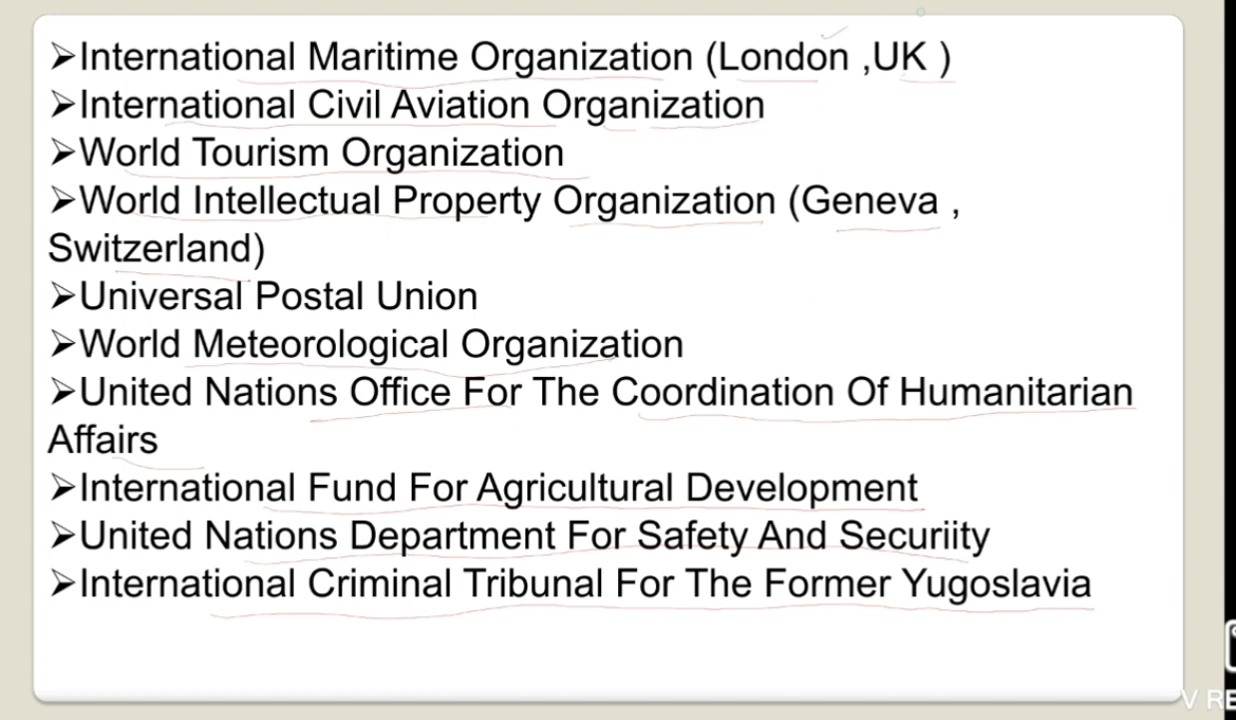 ➢International Maritime Organization (London ,UK )
➢International Civil Aviation Organization
➢World Tourism Organization
➢World Intellectual Property Organization (Geneva ,
Switzerland)
➢Universal Postal Union
➢World Meteorological Organization
➢United Nations Office For The Coordination Of Humanitarian
Affairs
➢International Fund For Agricultural Development
➢United Nations Department For Safety And Securiity
➢International Criminal Tribunal For The Former Yugoslavia